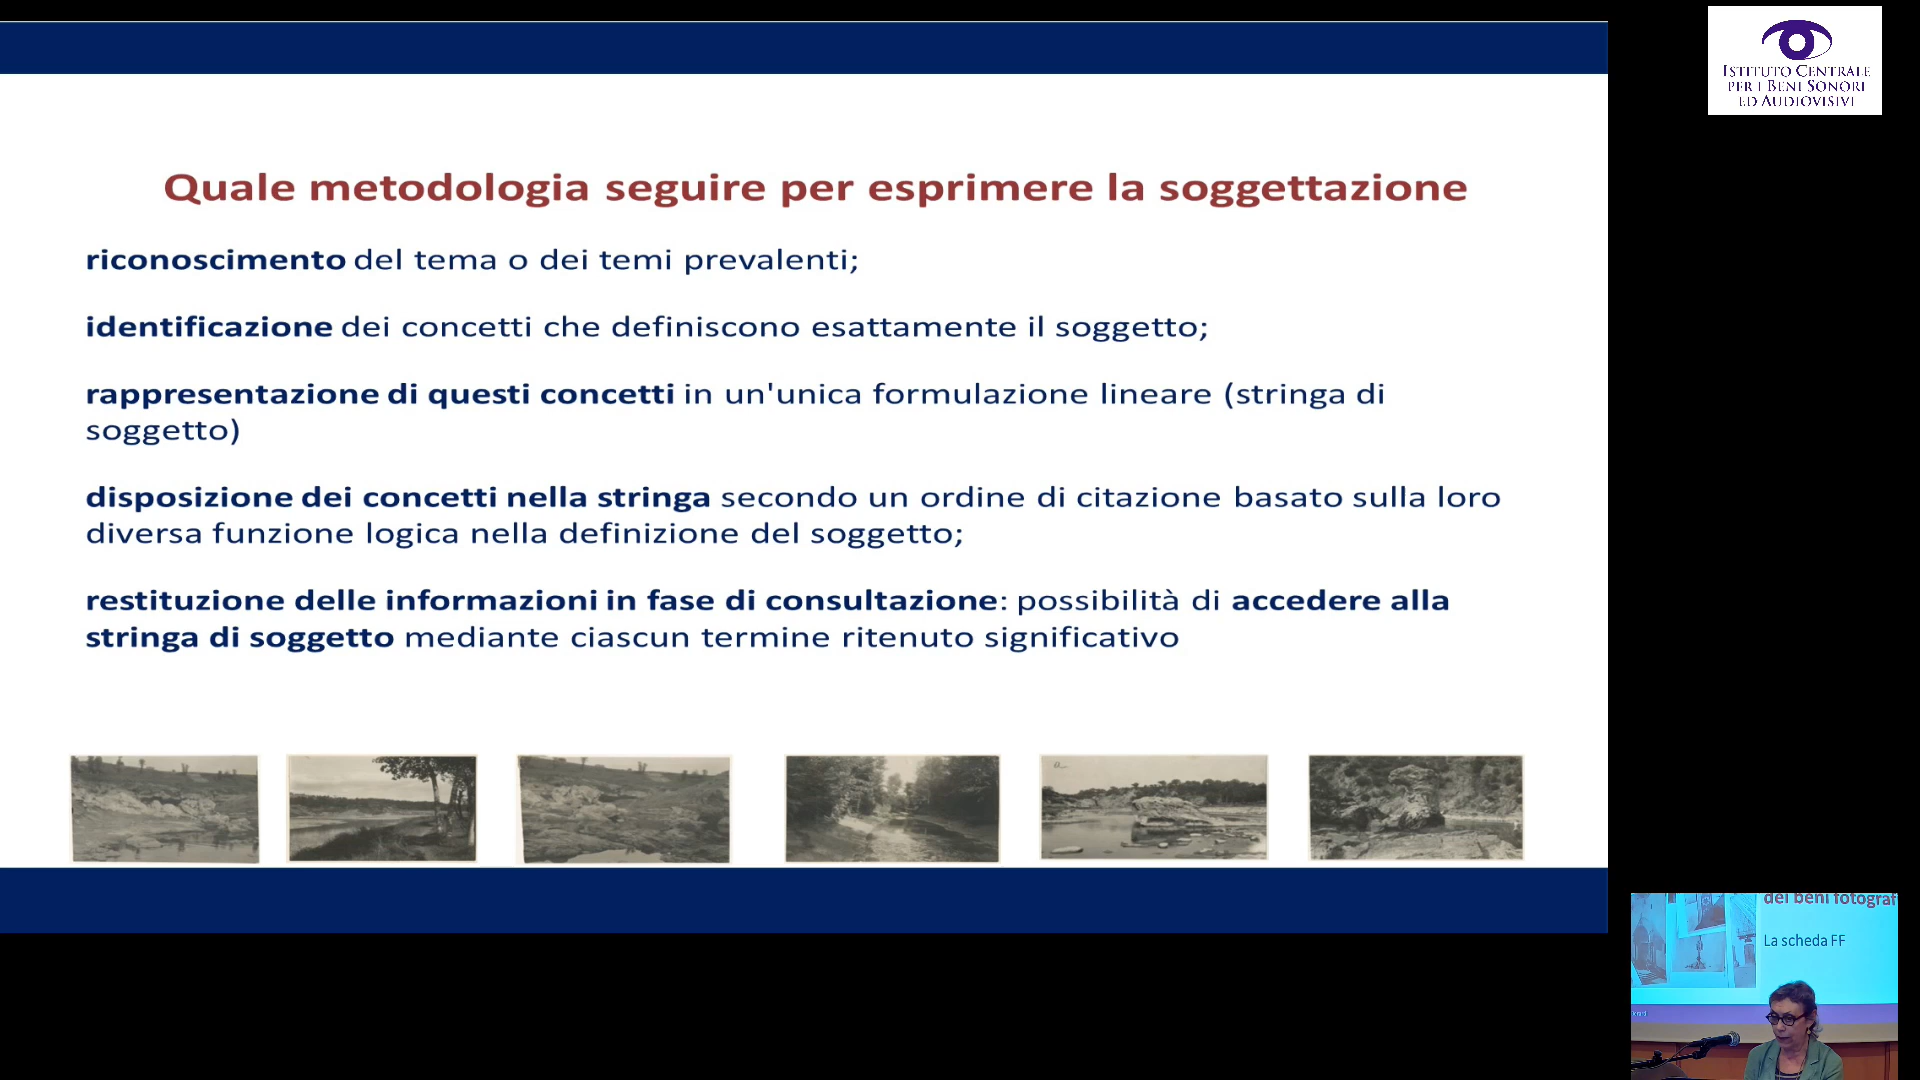 Quale metodologia seguire per esprimere la soggettazione
riconoscimento del tema o dei temi prevalenti;
identificazione dei concetti che definiscono esattamente il soggetto;
rappresentazione di questi concetti in un'unica formulazione lineare (stringa di
soggetto)
disposizione dei concetti nella stringa secondo un ordine di citazione basato sulla loro
diversa funzione logica nella definizione del soggetto;
restituzione delle informazioni in fase di consultazione: possibilità di accedere alla
stringa di soggetto mediante ciascun termine ritenuto significativo
ISTITUTO CENTRALE
PER I BENI SONORI
ED AUDIOVISIVI
dei beni fotograf
La scheda FF